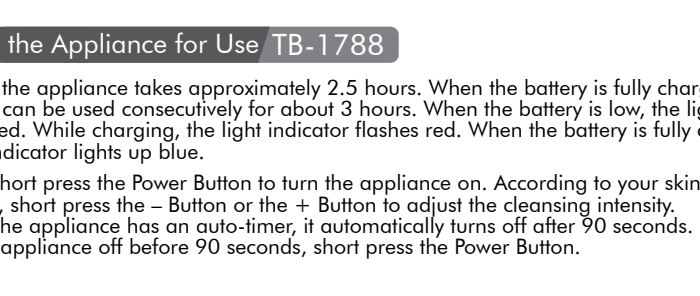 the Appliance for Use TB-1788
the appliance takes approximately 2.5 hours. When the battery is fully char
can be used consecutively for about 3 hours. When the battery is low, the lig
ed. While charging, the light indicator flashes red. When the battery is fully
ndicator lights up blue.
hort press the Power Button to turn the appliance on. According to your skin
, short press the – Button or the + Button to adjust the cleansing intensity.
he appliance has an auto-timer, it automatically turns off after 90 seconds.
appliance off before 90 seconds, short press the Power Button.